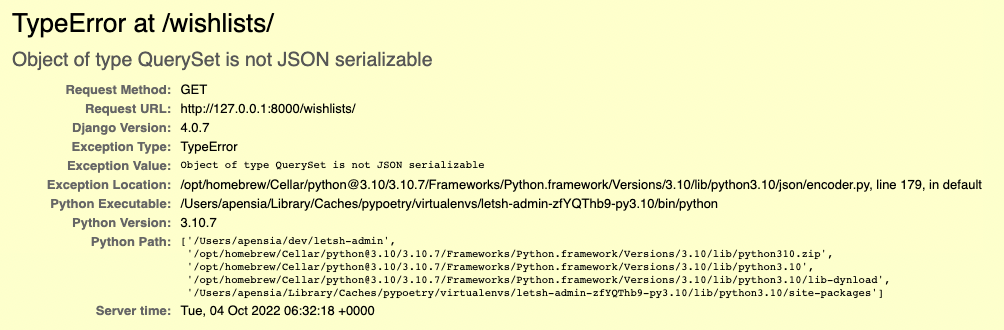 TypeError at /wishlists/
Object of type QuerySet is not JSON serializable
Request Method: GET
Request URL: http://127.0.0.1:8000/wishlists/
Django Version: 4.0.7
Exception Type: TypeError
Exception Value: Object of type QuerySet is not JSON serializable
Exception Location: /opt/homebrew/Cellar/python@3.10/3.10.7/Frameworks/Python.framework/Versions/3.10/lib/python3.10/json/encoder.py, line 179, in default
Python Executable: /Users/apensia/Library/Caches/pypoetry/virtualenvs/letsh-admin-zfYQThb9-py3.10/bin/python
Python Version: 3.10.7
Python Path: ['/Users/apensia/dev/letsh-admin',
'/opt/homebrew/Cellar/python@3.10/3.10.7/Frameworks/Python.framework/Versions/3.10/lib/python310.zip',
'/opt/homebrew/Cellar/python@3.10/3.10.7/Frameworks/Python.framework/Versions/3.10/lib/python3.10',
'/opt/homebrew/Cellar/python@3.10/3.10.7/Frameworks/Python.framework/Versions/3.10/lib/python3.10/lib-dynload',
'/Users/apensia/Library/Caches/pypoetry/virtualenvs/letsh-admin-zfYQThb9-py3.10/lib/python3.10/site-packages']
Server time: Tue, 04 Oct 2022 06:32:18 +0000